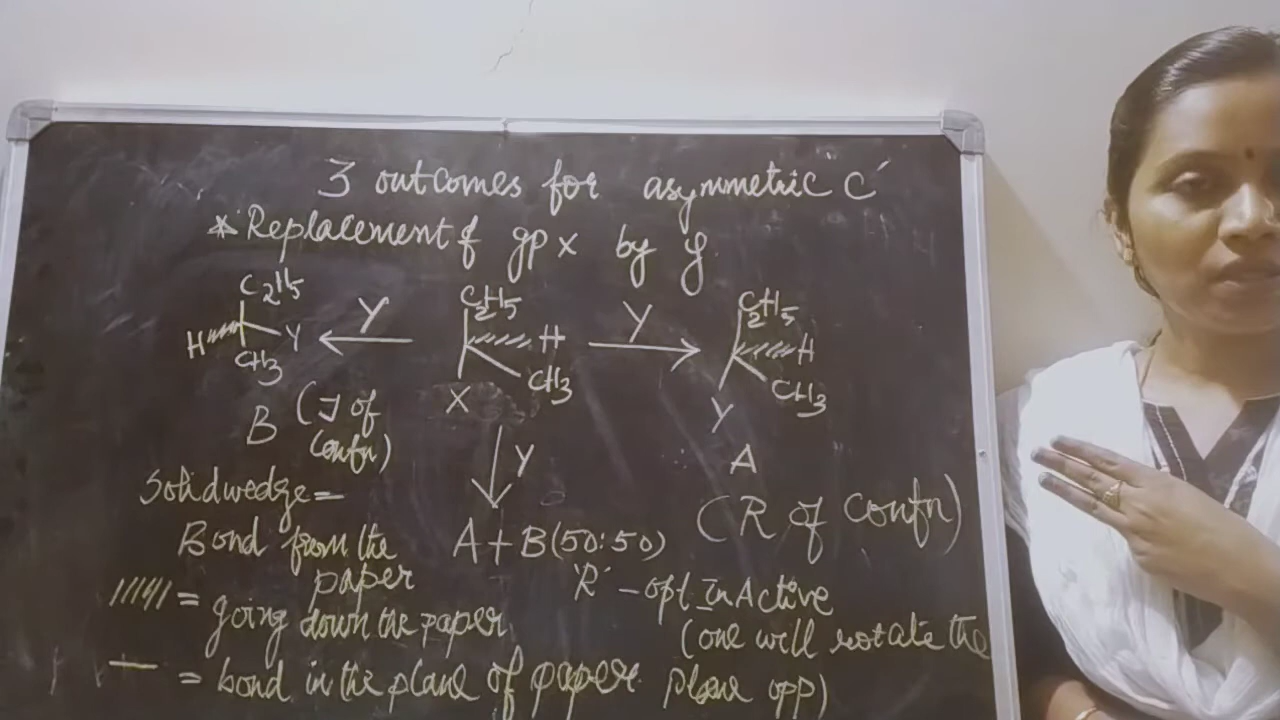 3 outcomes for asymmetric C'
* Replacement of gp x by y
C2H5 C2H5 C2H5
H Y Y H Y H
CH3 CH3 CH3
X Y
B (I of Confn) Y A
Solid wedge =
Bond from the paper A + B (50:50) (R of Confn)
'R' - opt InActive
= going down the paper (one will rotate the
= bond in the plane of paper plane opp)